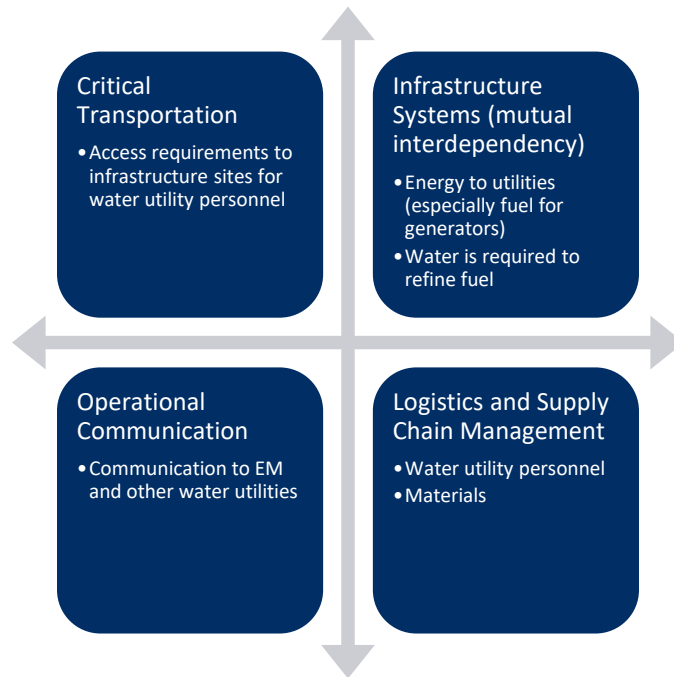 Critical
Transportation
•Access requirements to
infrastructure sites for
water utility personnel
Infrastructure
Systems (mutual
interdependency)
•Energy to utilities
(especially fuel for
generators)
•Water is required to
refine fuel
Operational
Communication
•Communication to EM
and other water utilities
Logistics and Supply
Chain Management
•Water utility personnel
•Materials